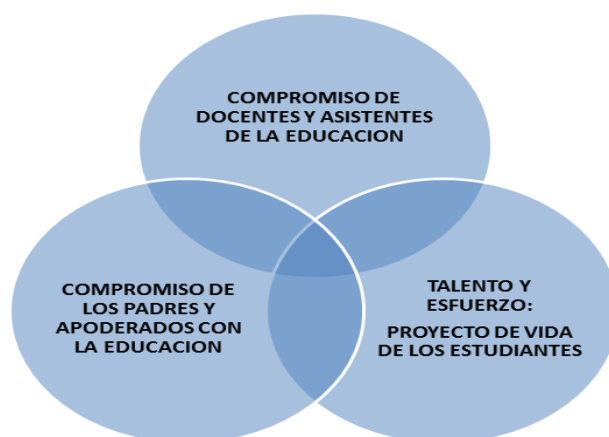 COMPROMISO DE
DOCENTES Y ASISTENTES
DE LA EDUCACION
COMPROMISO DE
LOS PADRES Y
APODERADOS CON
LA EDUCACION
TALENTO Y
ESFUERZO:
PROYECTO DE VIDA
DE LOS ESTUDIANTES